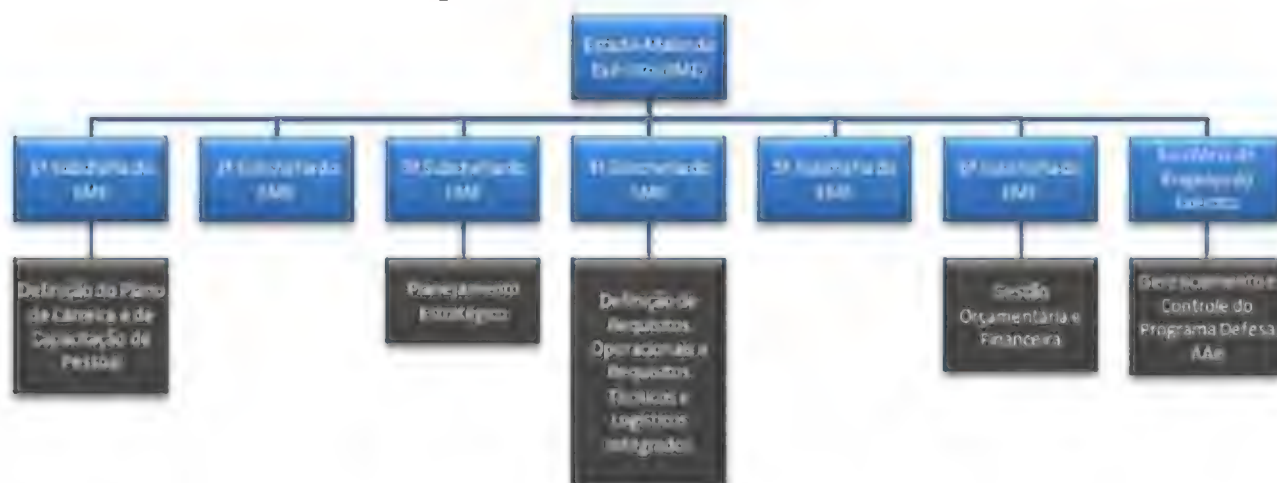 Estado-Maior do
Exército (EME)
1ª Subchefia do
EME
2ª Subchefia do
EME
3ª Subchefia do
EME
4ª Subchefia do
EME
5ª Subchefia do
EME
6ª Subchefia do
EME
Escritório de
Projetos do
Exército
Definição do Plano
de Carreira e de
Capacitação de
Pessoal
Planejamento
Estratégico
Definição de
Requisitos
Operacionais e
Requisitos
Técnicos e
Logísticos
Integrados
Gestão
Orçamentária e
Financeira
Gerenciamento e
Controle do
Programa Defesa
AAe